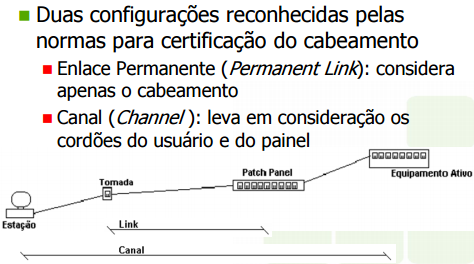 Duas configurações reconhecidas pelas
normas para certificação do cabeamento
Enlace Permanente (Permanent Link): considera
apenas o cabeamento
Canal (Channel ): leva em consideração os
cordões do usuário e do painel
Patch Panel
Equipamento Ativo
Tomada
Estação
Link
Canal